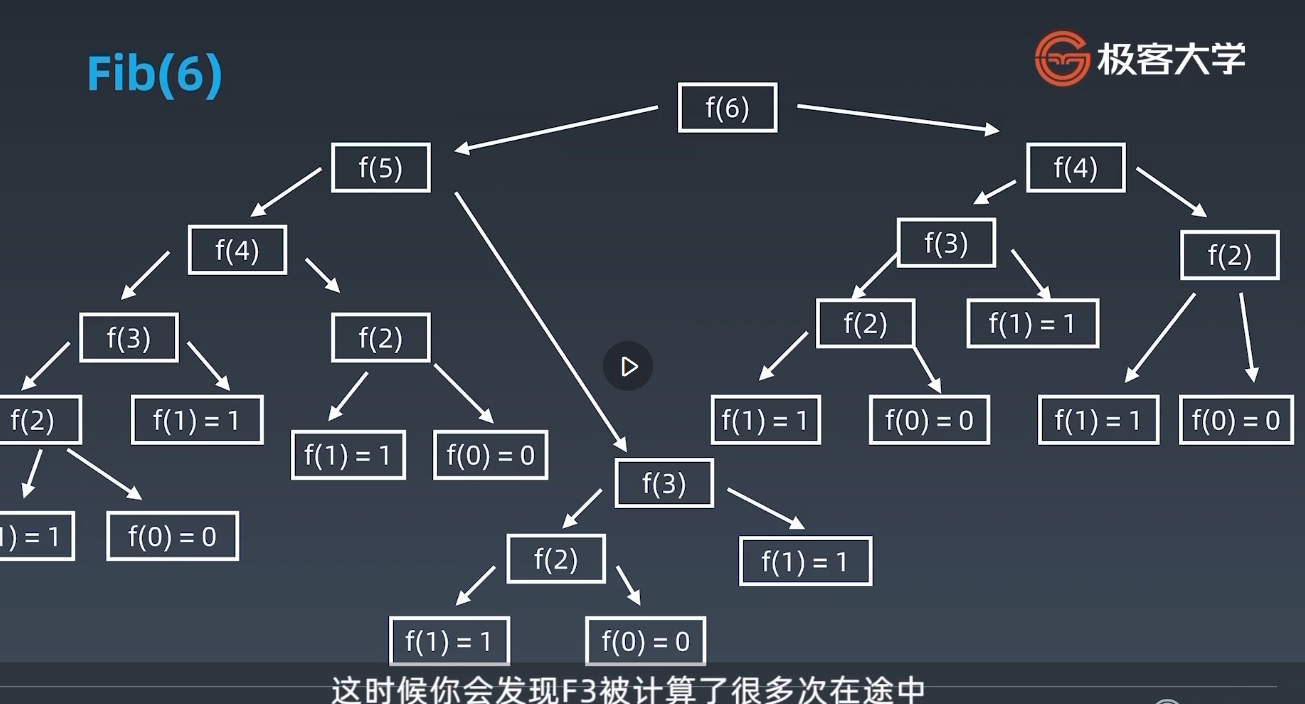 Fib(6)
极客大学
f(6)
f(5)
f(4)
f(4)
f(3)
f(2)
f(3)
f(2)
f(2)
f(1) = 1
f(2)
f(1) = 1
f(1) = 1
f(0) = 0
f(1) = 1
f(0) = 0
f(1) = 1
f(0) = 0
f(3)
1) = 1
f(0) = 0
f(2)
f(1) = 1
f(1) = 1
f(0) = 0
这时候你会发现F3被计算了很多次在途中